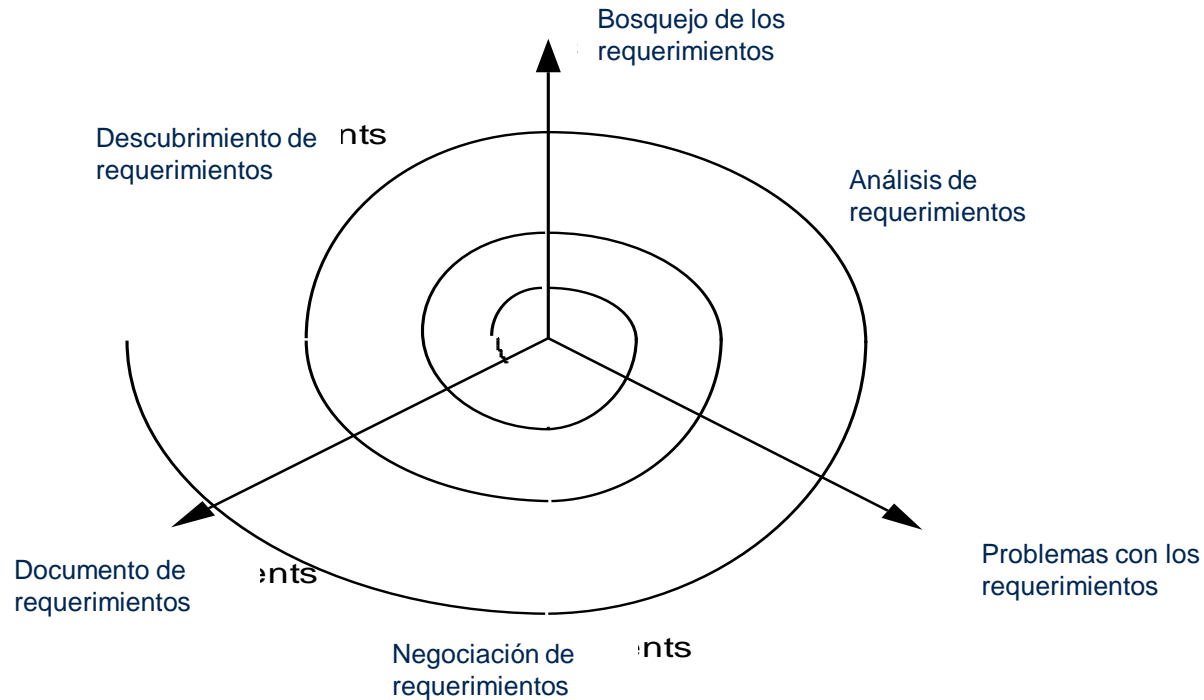 Bosquejo de los
requerimientos
Descubrimiento de
requerimientos
nts
Análisis de
requerimientos
Documento de
requerimientos
ents
Problemas con los
requerimientos
Negociación de
requerimientos
nts